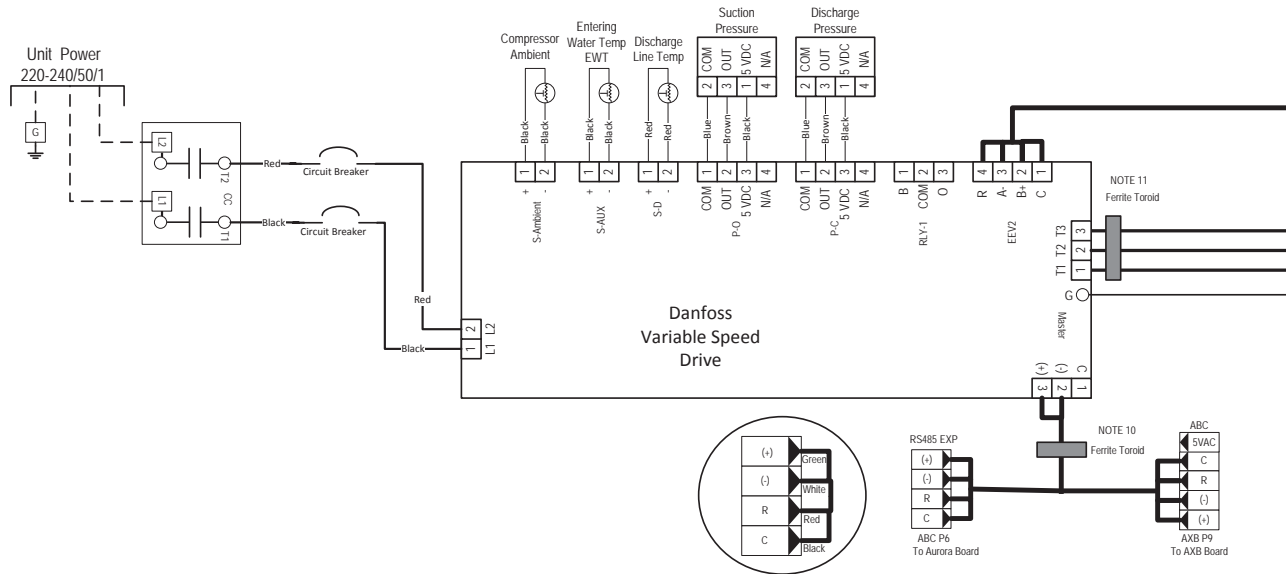 Unit Power
220-240/50/1
G
L2
L1
T2
CC
T1
Red
Circuit Breaker
Black
Circuit Breaker
Red
Black
2
1
L2
L1
Compressor
Ambient
Black
Black
1
2
+
-
S-Ambient
Entering
Water Temp
EWT
Black
Black
1
2
+
-
S-AUX
Discharge
Line Temp
Red
Red
1
2
+
-
S-D
Suction
Pressure
COM
OUT
5 VDC
N/A
2
3
1
4
Blue
Brown
Black
1
2
3
4
COM
OUT
5 VDC
N/A
P-O
Discharge
Pressure
COM
OUT
5 VDC
N/A
2
3
1
4
Blue
Brown
Black
1
2
3
4
COM
OUT
5 VDC
N/A
P-C
1
2
3
B
COM
O
RLY-1
4
3
2
1
R
A-
B+
C
EEV2
NOTE 11
Ferrite Toroid
T3
T2
T1
3
2
1
G
Master
Danfoss
Variable Speed
Drive
(+)
(-)
C
3
2
1
NOTE 10
Ferrite Toroid
(+)
(-)
R
C
Green
White
Red
Black
RS485 EXP
(+)
(-)
R
C
ABC P6
To Aurora Board
ABC
5VAC
C
R
(-)
(+)
AXB P9
To AXB Board